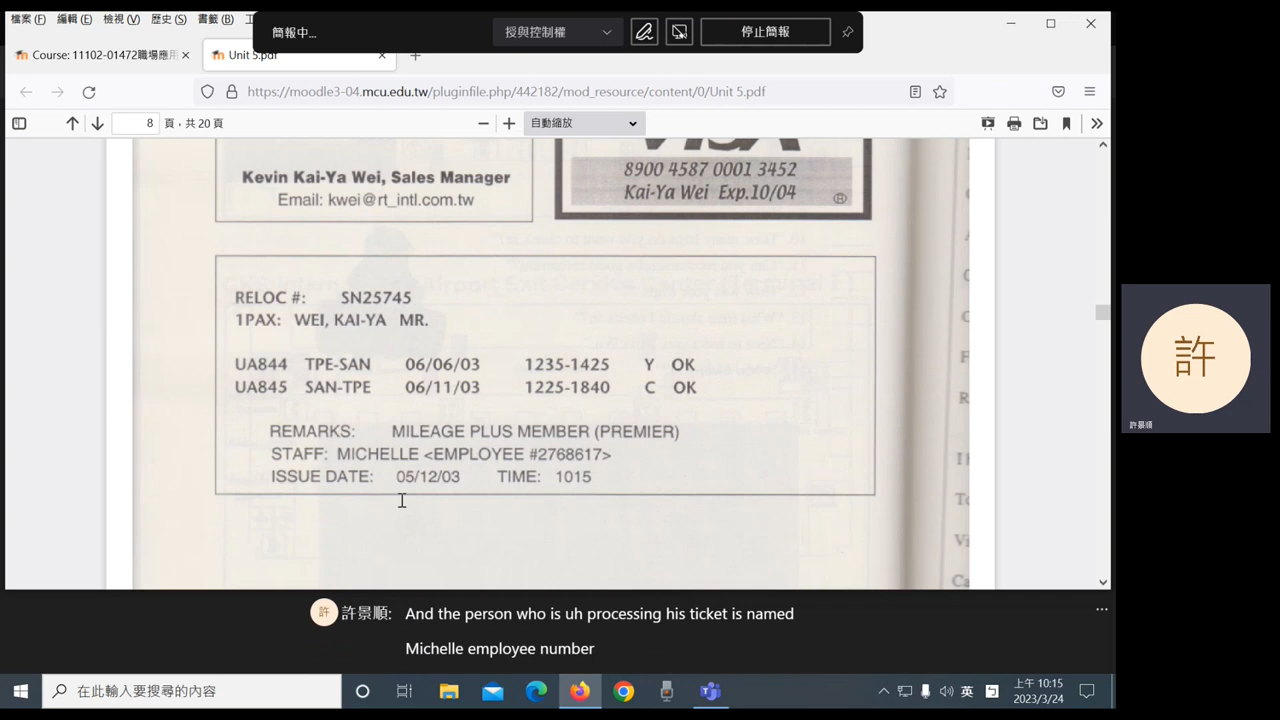 檔案 (F) 編輯 (E) 檢視 (V) 歷史 (S) 書籤 (B)
簡報中...
授與控制權
停止簡報
Course: 11102-01472職場應用
Unit 5.pdf
https://moodle3-04.mcu.edu.tw/pluginfile.php/442182/mod_resource/content/0/Unit 5.pdf
8 頁，共 20 頁
自動縮放
VISA
Kevin Kai-Ya Wei, Sales Manager
Email: kwei@rt_intl.com.tw
8900 4587 0001 3452
Kai-Ya Wei Exp.10/04
RELOC #: SN25745
1PAX: WEI, KAI-YA MR.
UA844 TPE-SAN 06/06/03 1235-1425 Y OK
UA845 SAN-TPE 06/11/03 1225-1840 C OK
REMARKS: MILEAGE PLUS MEMBER (PREMIER)
STAFF: MICHELLE <EMPLOYEE #2768617>
ISSUE DATE: 05/12/03 TIME: 1015
許
許景順
許 許景順: And the person who is uh processing his ticket is named
Michelle employee number
在此輸入要搜尋的文字
英
上午 10:15
2023/3/24